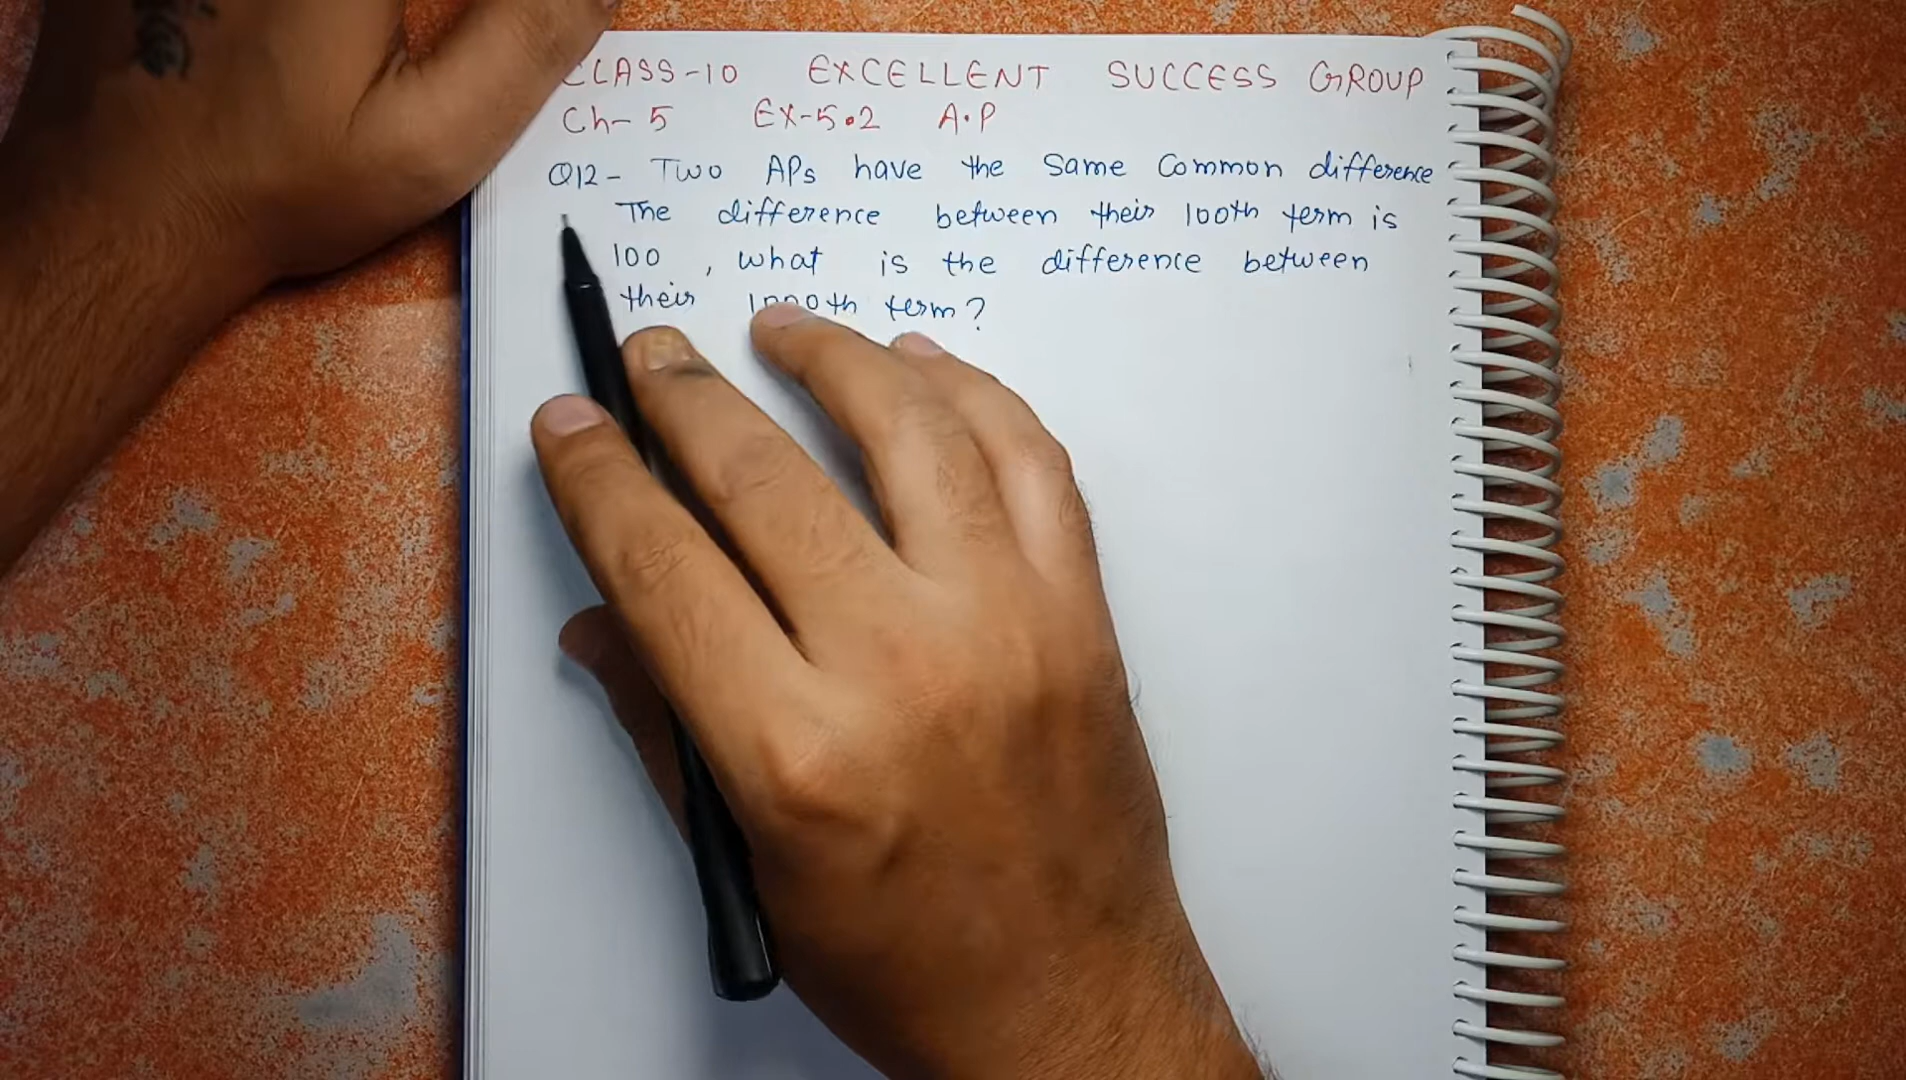 CLASS-10 EXCELLENT SUCCESS GROUP
Ch-5 EX-5.2 A.P
Q12- Two APs have the same Common difference
The difference between their 100th term is
100 , what is the difference between
their 1000th term?